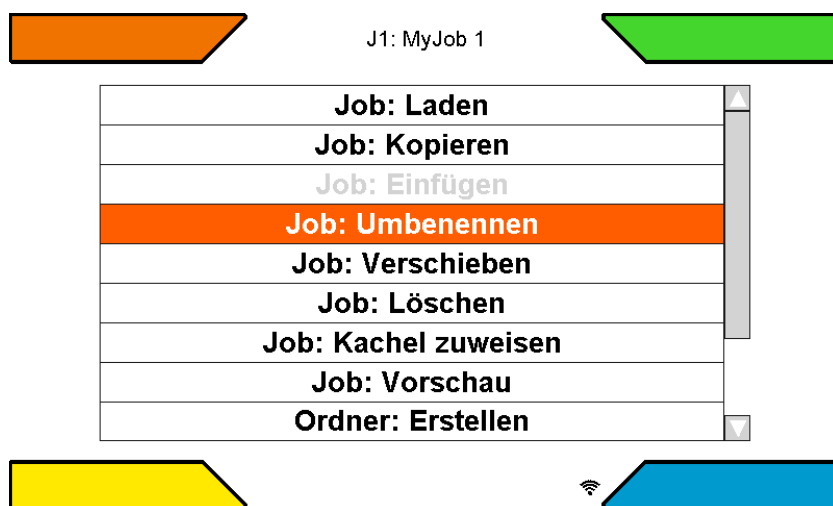 J1: MyJob 1
Job: Laden
Job: Kopieren
Job: Einfügen
Job: Umbenennen
Job: Verschieben
Job: Löschen
Job: Kachel zuweisen
Job: Vorschau
Ordner: Erstellen